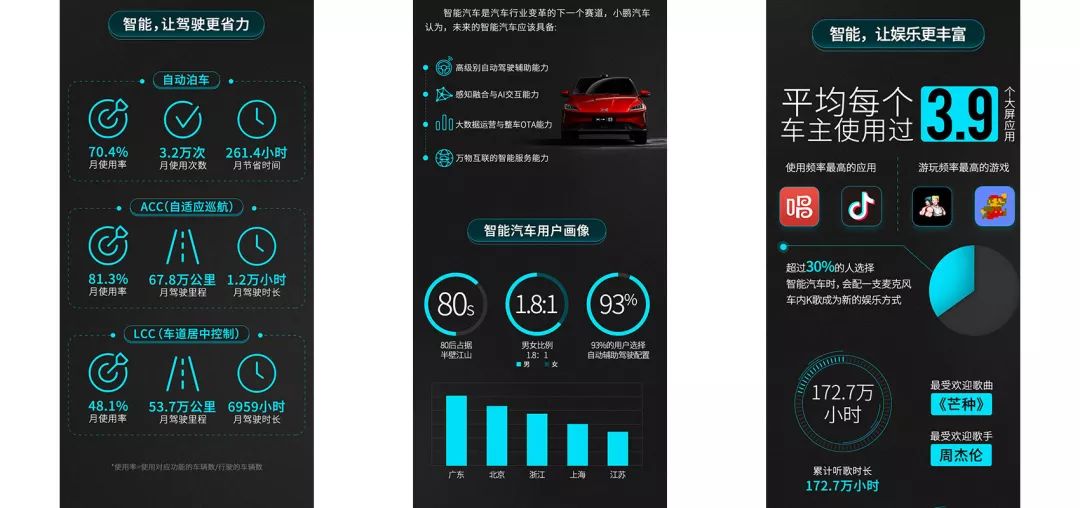 智能，让驾驶更省力
自动泊车
70.4%
月使用率
3.2万次
月使用次数
261.4小时
月节省时间
ACC（自适应巡航）
81.3%
月使用率
67.8万公里
月驾驶里程
1.2万小时
月驾驶时长
LCC（车道居中控制）
48.1%
月使用率
53.7万公里
月驾驶里程
6959小时
月驾驶时长
*使用率=使用对应功能的车辆数/行驶的车辆数
智能汽车是汽车行业变革的下一个赛道，小鹏汽车
认为，未来的智能汽车应该具备：
高级别自动驾驶辅助能力
感知融合与AI交互能力
大数据运营与整车OTA能力
万物互联的智能服务能力
智能汽车用户画像
80s
80后占据
半壁江山
1.8:1
男女比例
1.8：1
男 女
93%
93%的用户选择
自动辅助驾驶配置
广东 北京 浙江 上海 江苏
智能，让娱乐更丰富
平均每个
车主使用过
3.9
个大屏应用
使用频率最高的应用
唱
游玩频率最高的游戏
超过30%的人选择
智能汽车时，会配一支麦克风
车内K歌成为新的娱乐方式
172.7万
小时
累计听歌时长
172.7万小时
最受欢迎歌曲
《芒种》
最受欢迎歌手
周杰伦